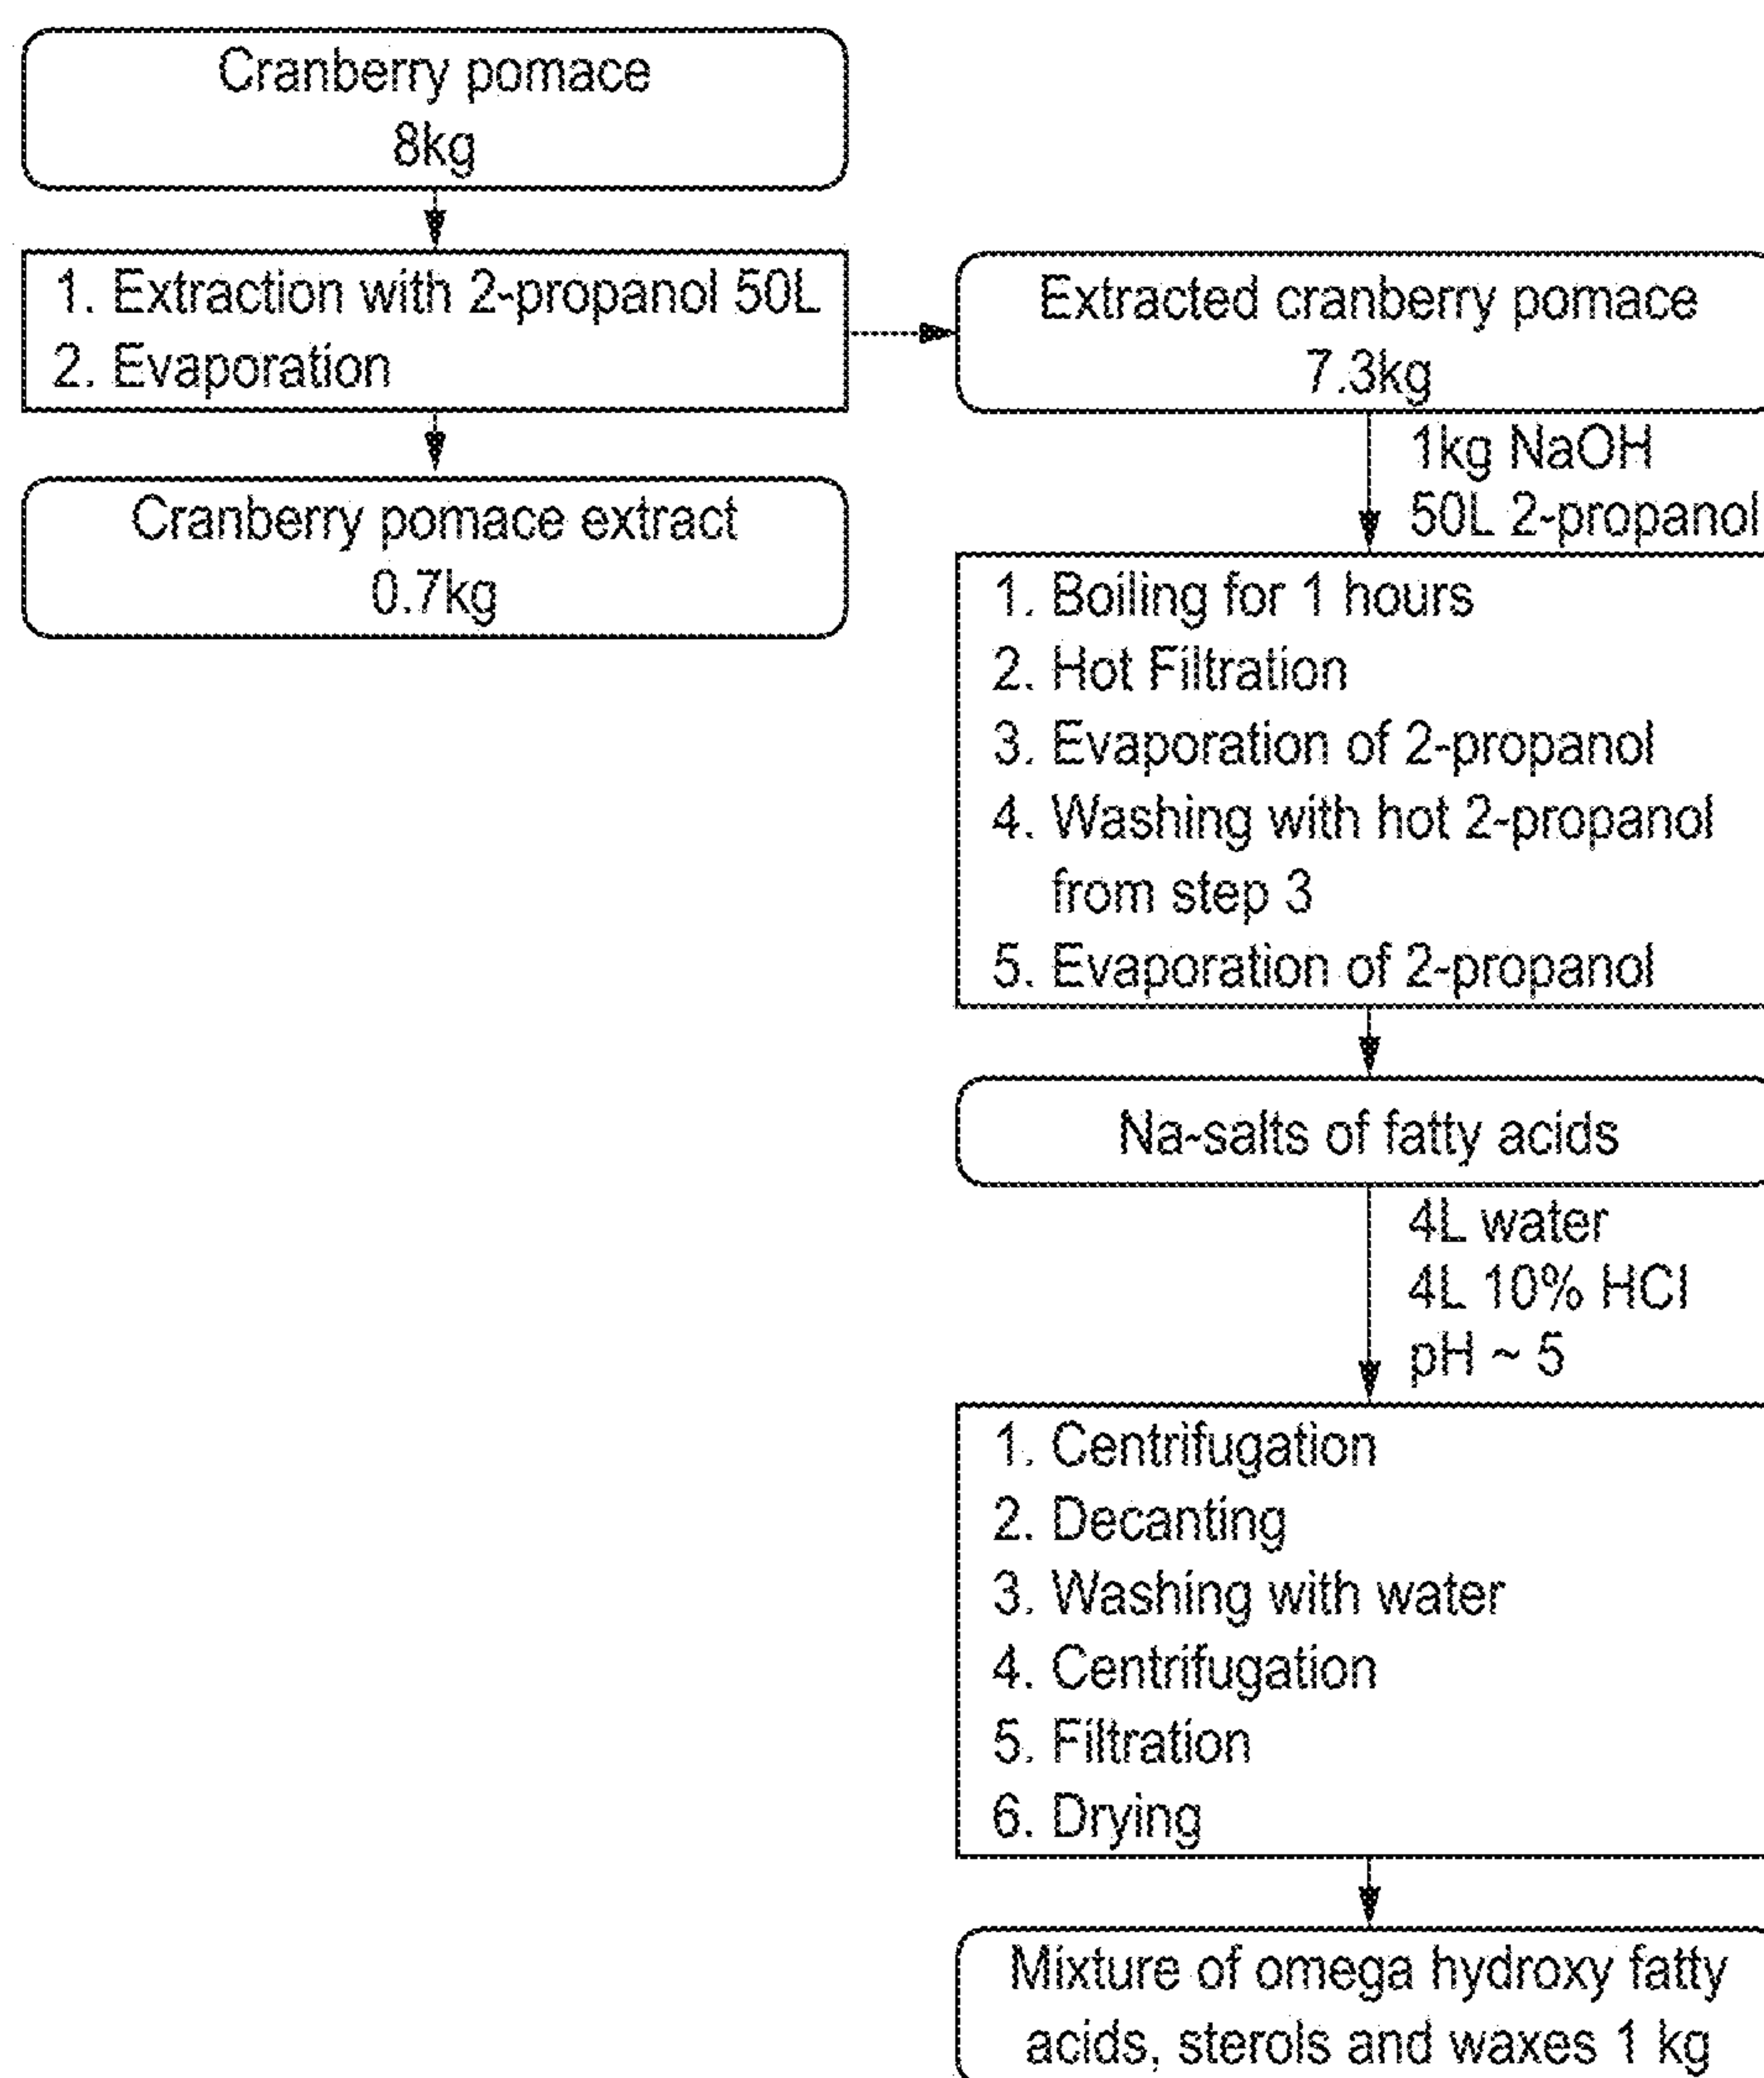 Cranberry pomace
8kg
1. Extraction with 2-propanol 50L
2. Evaporation
Cranberry pomace extract
0.7kg
Extracted cranberry pomace
7.3kg
1kg NaOH
50L 2-propanol
1. Boiling for 1 hours
2. Hot Filtration
3. Evaporation of 2-propanol
4. Washing with hot 2-propanol
from step 3
5. Evaporation of 2-propanol
Na-salts of fatty acids
4L water
4L 10% HCl
pH ~ 5
1. Centrifugation
2. Decanting
3. Washing with water
4. Centrifugation
5. Filtration
6. Drying
Mixture of omega hydroxy fatty
acids, sterols and waxes 1 kg